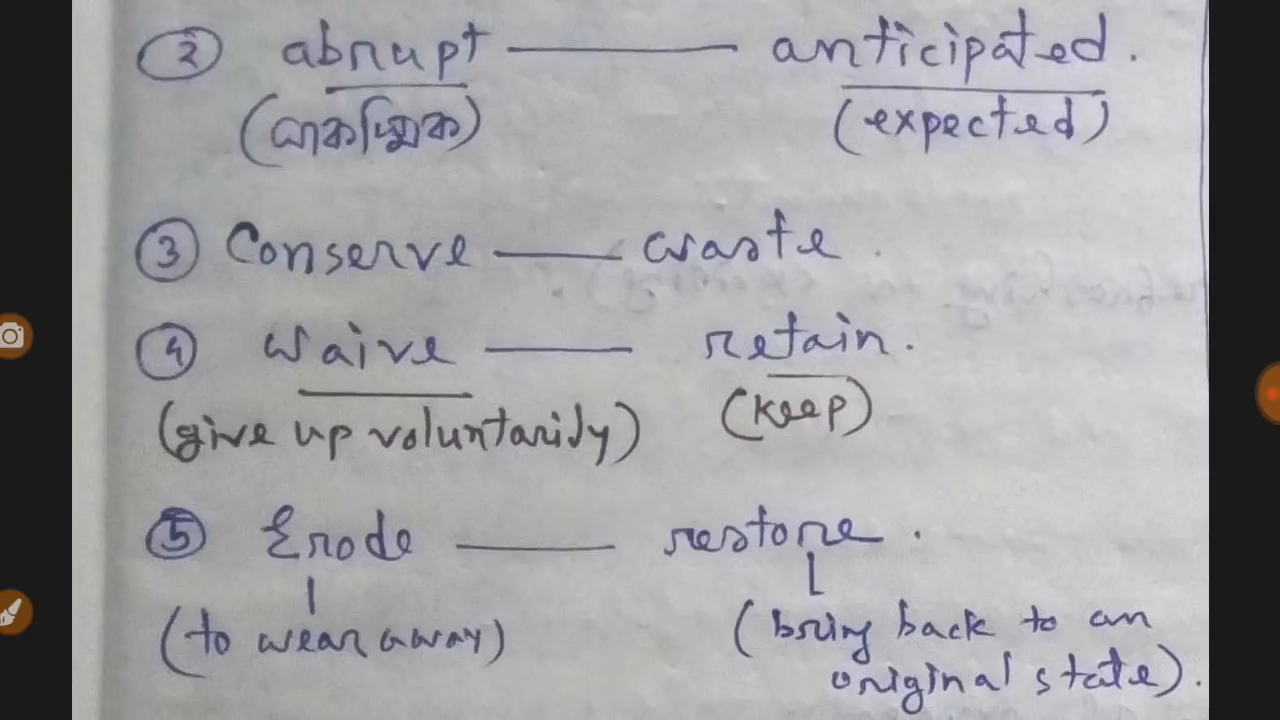 ② abrupt —— anticipated.
(আকস্মিক) (expected)
③ Conserve —— waste.
④ waive —— retain.
(give up voluntarily) (keep)
⑤ Erode —— restore.
(to wear away) (bring back to an
original state).